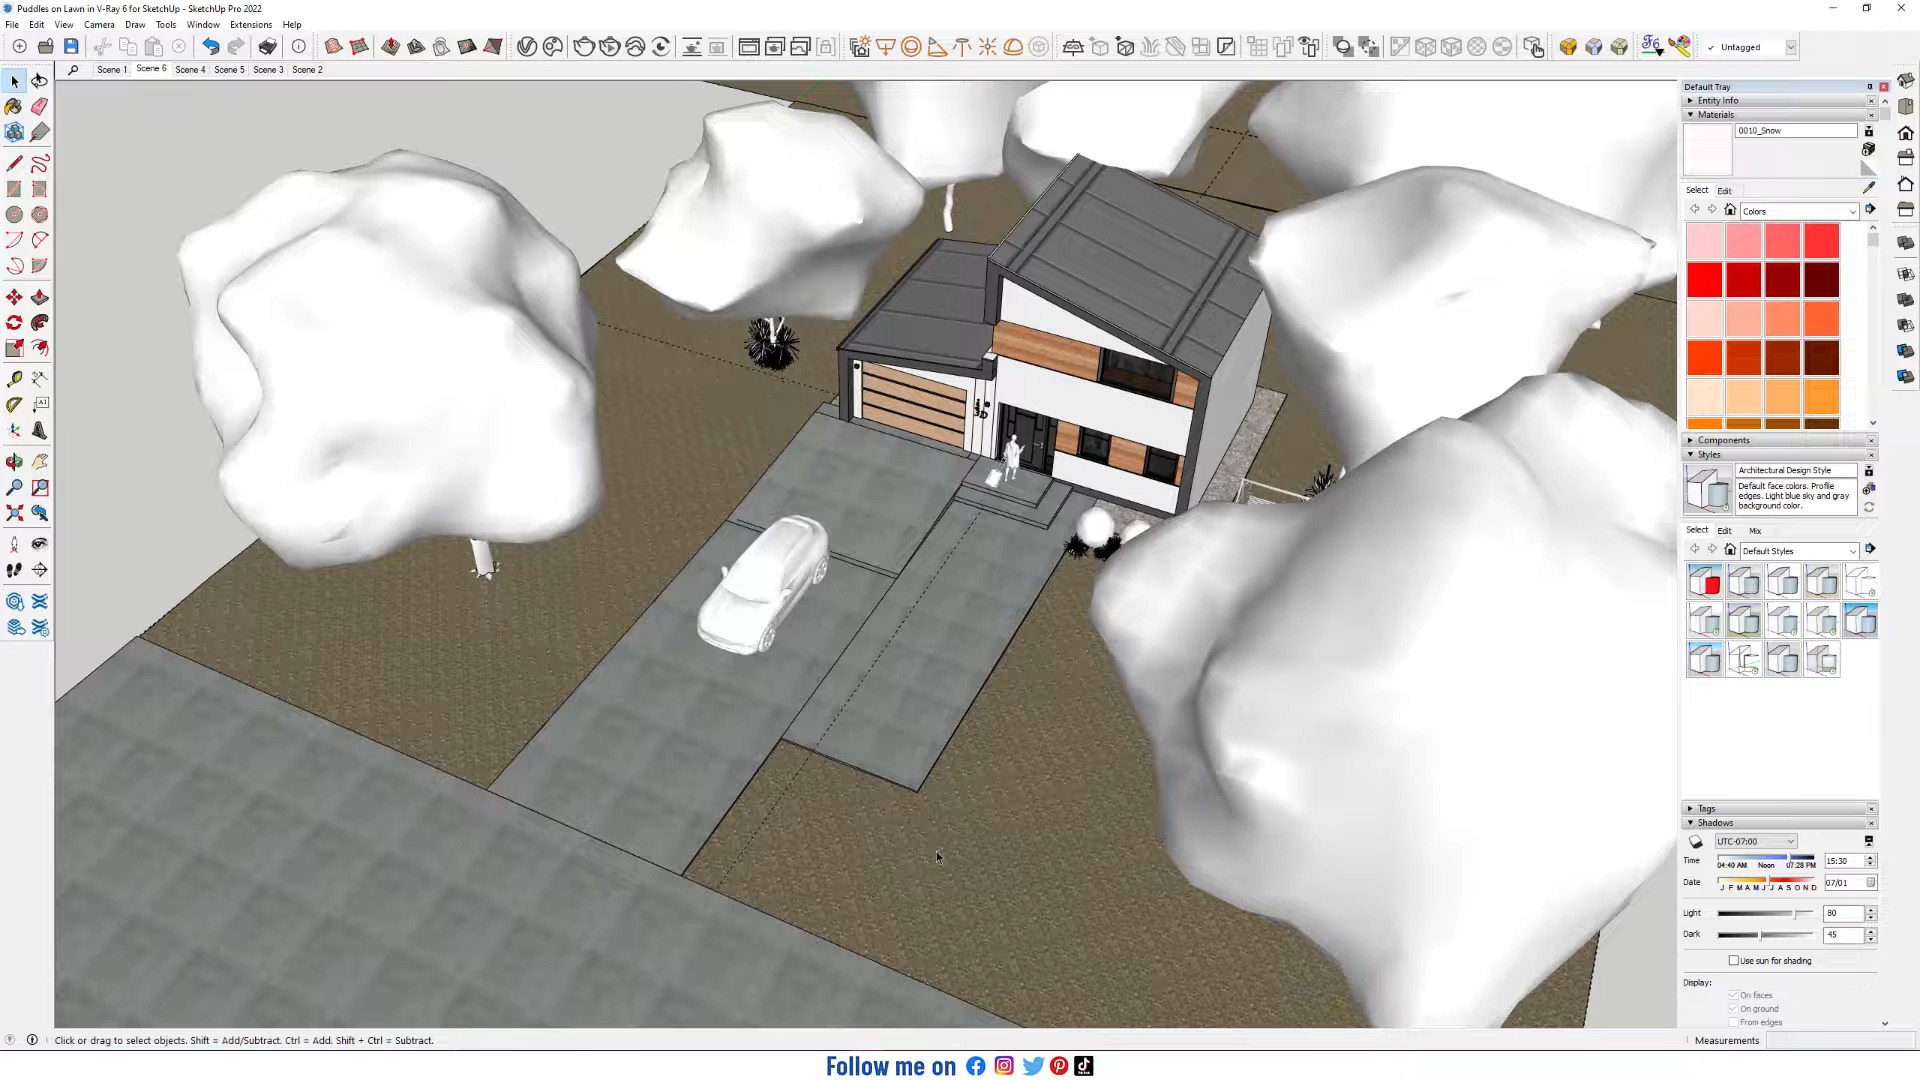 Puddles on Lawn in V-Ray 6 for SketchUp - SketchUp Pro 2022
File Edit View Camera Draw Tools Window Extensions Help
Untagged
Scene 1 Scene 6 Scene 4 Scene 5 Scene 3 Scene 2
Default Tray
Entity Info
Materials
0010_Snow
Select Edit
Colors
Components
Styles
Architectural Design Style
Default face colors. Profile
edges. Light blue sky and gray
background color.
Select Edit Mix
Default Styles
Tags
Shadows
UTC-07:00
Time 04:40 AM Noon 07:28 PM 15:30
Date J F M A M J J A S O N D 07/01
Light 80
Dark 45
Use sun for shading
Display:
On faces
On ground
From edges
Click or drag to select objects. Shift = Add/Subtract. Ctrl = Add. Shift + Ctrl = Subtract.
Measurements
Follow me on